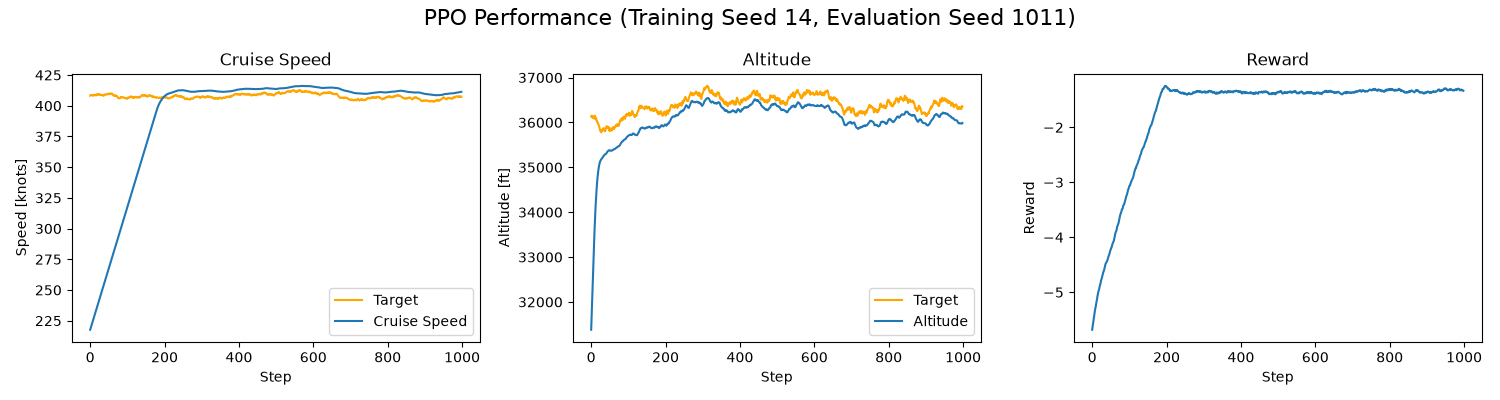 PPO Performance (Training Seed 14, Evaluation Seed 1011)
Cruise Speed
425
400
375
350
325
300
275
250
225
Speed [knots]
0 200 400 600 800 1000
Step
Target
Cruise Speed
Altitude
37000
36000
35000
34000
33000
32000
Altitude [ft]
0 200 400 600 800 1000
Step
Target
Altitude
Reward
−2
−3
−4
−5
Reward
0 200 400 600 800 1000
Step